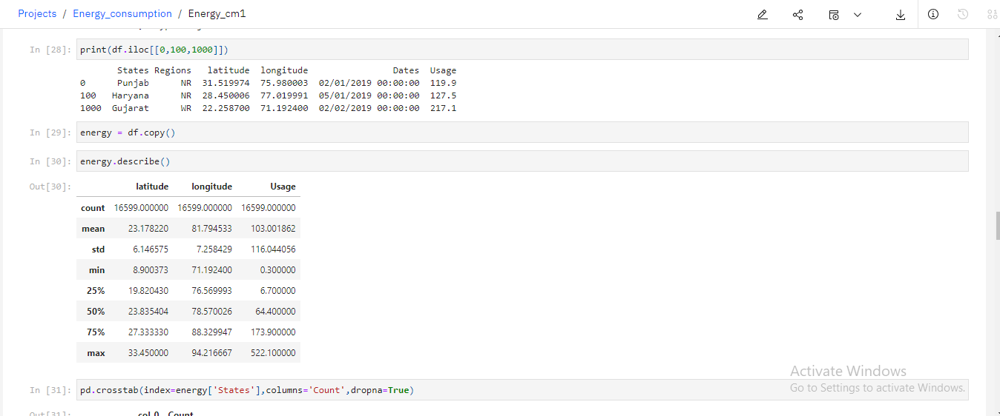 Projects / Energy_consumption / Energy_cm1
In [28]: print(df.iloc[[0,100,1000]])
States Regions latitude longitude Dates Usage
0 Punjab NR 31.519974 75.980003 02/01/2019 00:00:00 119.9
100 Haryana NR 28.450006 77.019991 05/01/2019 00:00:00 127.5
1000 Gujarat WR 22.258700 71.192400 02/02/2019 00:00:00 217.1
In [29]: energy = df.copy()
In [30]: energy.describe()
Out[30]:
latitude longitude Usage
count 16599.000000 16599.000000 16599.000000
mean 23.178220 81.794533 103.001862
std 6.146575 7.258429 116.044056
min 8.900373 71.192400 0.300000
25% 19.820430 76.569993 6.700000
50% 23.835404 78.570026 64.400000
75% 27.333330 88.329947 173.900000
max 33.450000 94.216667 522.100000
Activate Windows
Go to Settings to activate Windows.
In [31]: pd.crosstab(index=energy['States'],columns='Count',dropna=True)
Out[31]: col_0 Count